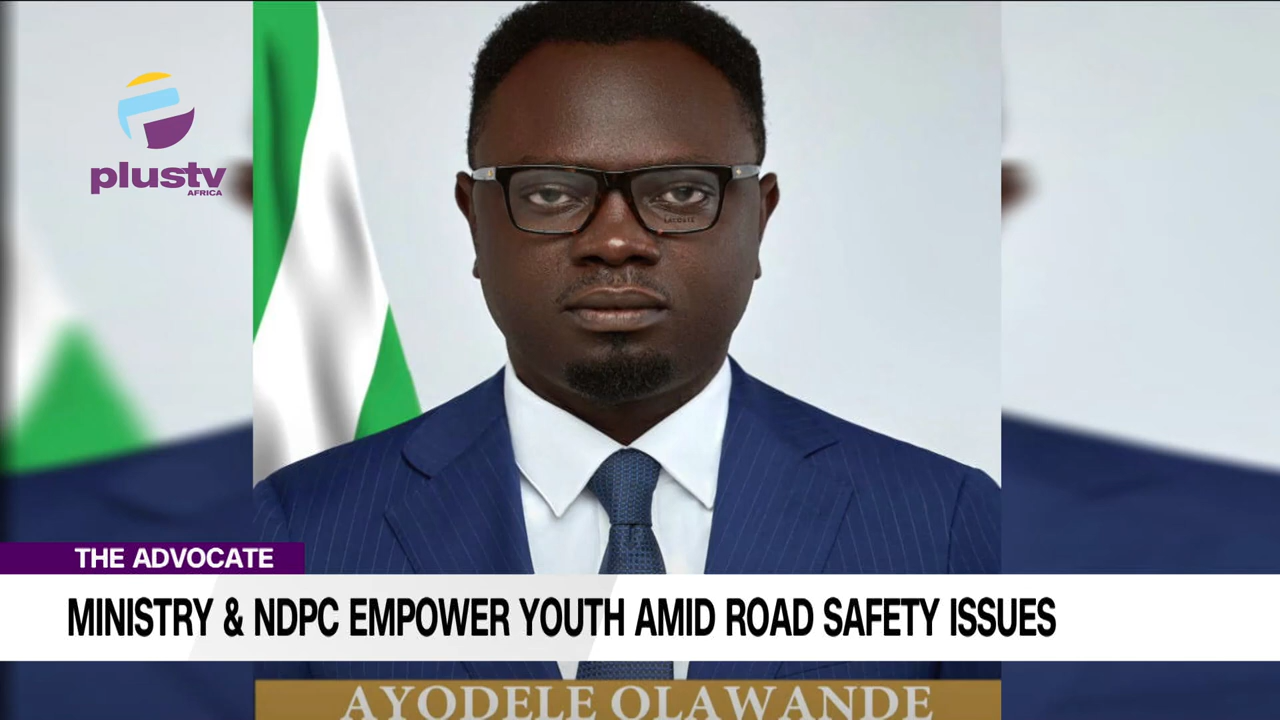 plustv
AFRICA
THE ADVOCATE
MINISTRY & NDPC EMPOWER YOUTH AMID ROAD SAFETY ISSUES
AYODELE OLAWANDE